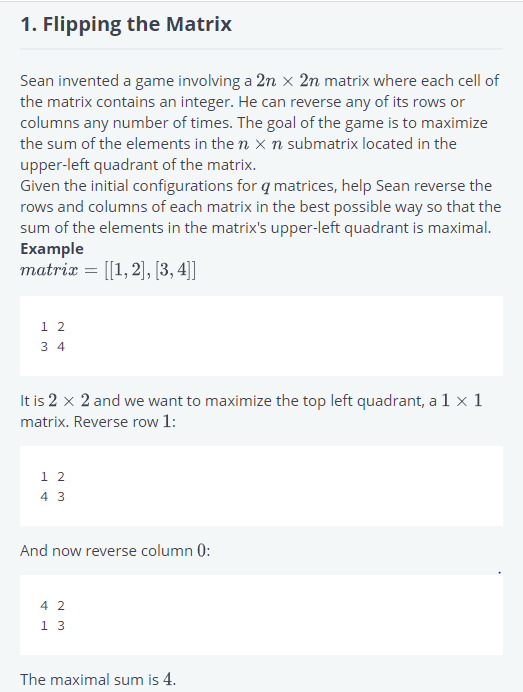 1. Flipping the Matrix
Sean invented a game involving a 2n × 2n matrix where each cell of
the matrix contains an integer. He can reverse any of its rows or
columns any number of times. The goal of the game is to maximize
the sum of the elements in the n × n submatrix located in the
upper-left quadrant of the matrix.
Given the initial configurations for q matrices, help Sean reverse the
rows and columns of each matrix in the best possible way so that the
sum of the elements in the matrix's upper-left quadrant is maximal.
Example
matrix = [[1, 2], [3, 4]]
1 2
3 4
It is 2 × 2 and we want to maximize the top left quadrant, a 1 × 1
matrix. Reverse row 1:
1 2
4 3
And now reverse column 0:
4 2
1 3
The maximal sum is 4.